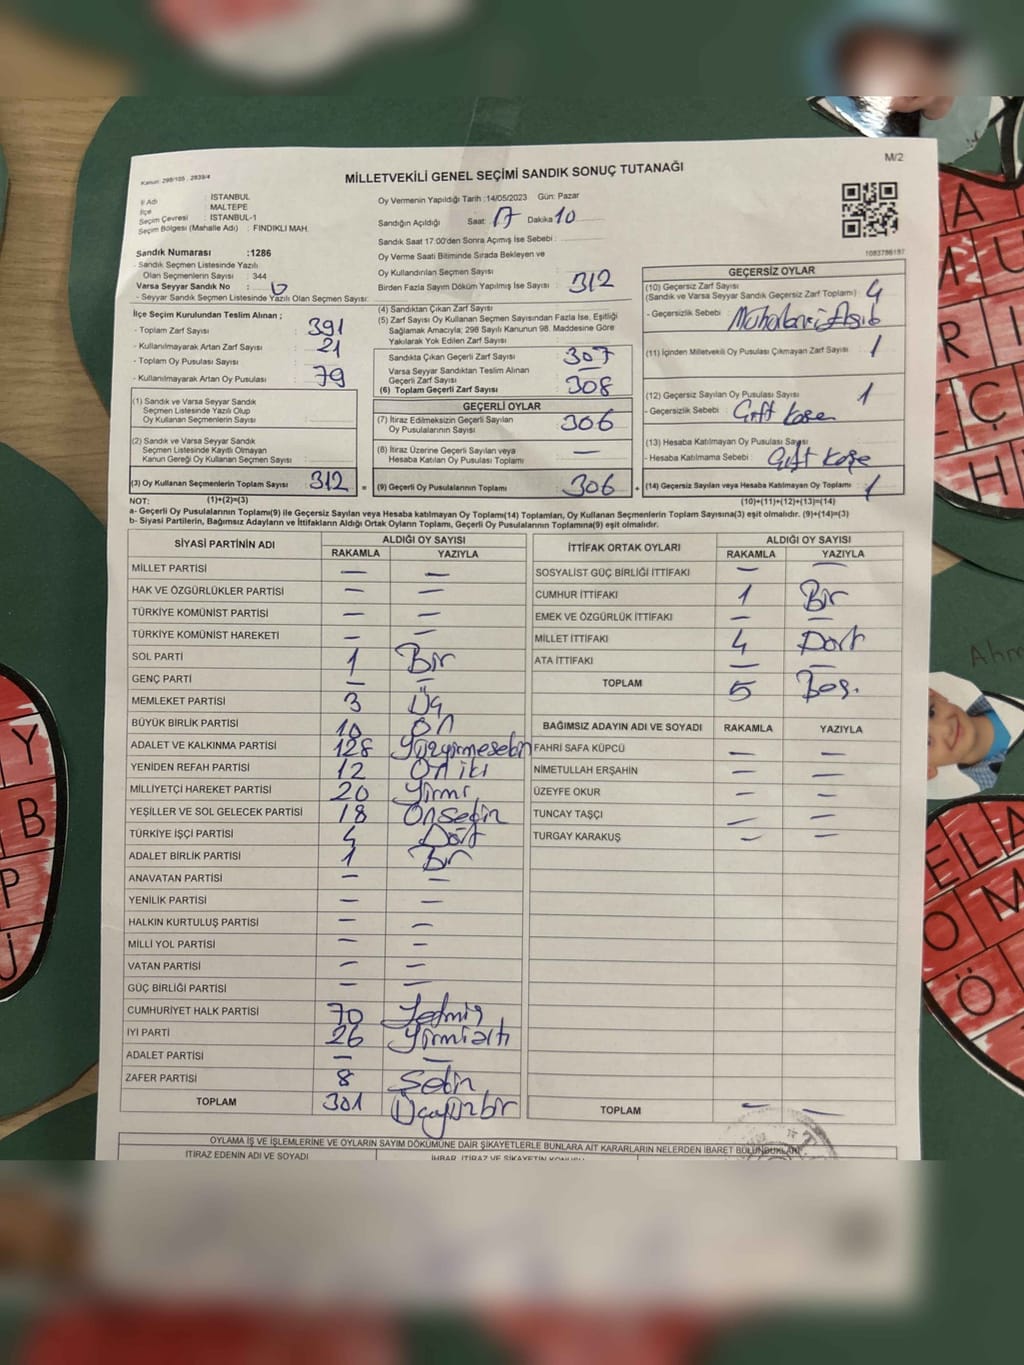 M/2
Kanun: 298/105 , 2839/4
MİLLETVEKİLİ GENEL SEÇİMİ SANDIK SONUÇ TUTANAĞI
İl Adı : İSTANBUL
İlçe : MALTEPE
Seçim Çevresi : İSTANBUL-1
Seçim Bölgesi (Mahalle Adı) : FINDIKLI MAH.
Oy Vermenin Yapıldığı Tarih :14/05/2023 Gün: Pazar
Sandığın Açıldığı Saat: 17 Dakika 10
Sandık Saat 17:00'den Sonra Açımış İse Sebebi :
Oy Verme Saati Bitiminde Sırada Bekleyen ve
Oy Kullandırılan Seçmen Sayısı
Birden Fazla Sayım Döküm Yapılmış İse Sayısı : 312
1083786197
Sandık Numarası :1286
- Sandık Seçmen Listesinde Yazılı
Olan Seçmenlerin Sayısı : 344
Varsa Seyyar Sandık No :
- Seyyar Sandık Seçmen Listesinde Yazılı Olan Seçmen Sayısı:
İlçe Seçim Kurulundan Teslim Alınan ;
- Toplam Zarf Sayısı : 391
- Kullanılmayarak Artan Zarf Sayısı : 21
- Toplam Oy Pusulası Sayısı :
- Kullanılmayarak Artan Oy Pusulası : 79
(1) Sandık ve Varsa Seyyar Sandık
Seçmen Listesinde Yazılı Olup
Oy Kullanan Seçmenlerin Sayısı :
(2) Sandık ve Varsa Seyyar Sandık
Seçmen Listesinde Kayıtlı Olmayan
Kanun Gereği Oy Kullanan Seçmen Sayısı :
(3) Oy Kullanan Seçmenlerin Toplam Sayısı : 312
(4) Sandıktan Çıkan Zarf Sayısı :
(5) Zarf Sayısı Oy Kullanan Seçmen Sayısından Fazla İse, Eşitliği
Sağlamak Amacıyla; 298 Sayılı Kanunun 98. Maddesine Göre
Yakılarak Yok Edilen Zarf Sayısı :
Sandıkta Çıkan Geçerli Zarf Sayısı : 307
Varsa Seyyar Sandıktan Teslim Alınan
Geçerli Zarf Sayısı
(6) Toplam Geçerli Zarf Sayısı : 308
GEÇERLİ OYLAR
(7) İtiraz Edilmeksizin Geçerli Sayılan
Oy Pusulalarının Sayısı : 306
(8) İtiraz Üzerine Geçerli Sayılan veya
Hesaba Katılan Oy Pusulası Toplamı : —
= (9) Geçerli Oy Pusulalarının Toplamı : 306
GEÇERSİZ OYLAR
(10) Geçersiz Zarf Sayısı
(Sandık ve Varsa Seyyar Sandık Geçersiz Zarf Toplamı) : 4
- Geçersizlik Sebebi :
(11) İçinden Milletvekili Oy Pusulası Çıkmayan Zarf Sayısı : 1
(12) Geçersiz Sayılan Oy Pusulası Sayısı : 1
- Geçersizlik Sebebi : Çift Kaşe
(13) Hesaba Katılmayan Oy Pusulası Sayısı
- Hesaba Katılmama Sebebi : Çift Kaşe
+ (14) Geçersiz Sayılan veya Hesaba Katılmayan Oy Toplamı : 1
NOT: (1)+(2)=(3)
(10)+(11)+(12)+(13)=(14)
a- Geçerli Oy Pusulalarının Toplamı(9) ile Geçersiz Sayılan veya Hesaba katılmayan Oy Toplamı(14) Toplamları, Oy Kullanan Seçmenlerin Toplam Sayısına(3) eşit olmalıdır. (9)+(14)=(3)
b- Siyasi Partilerin, Bağımsız Adayların ve İttifakların Aldığı Ortak Oyların Toplamı, Geçerli Oy Pusulalarının Toplamına(9) eşit olmalıdır.
SİYASİ PARTİNİN ADI ALDIĞI OY SAYISI
RAKAMLA YAZIYLA
MİLLET PARTİSİ — —
HAK VE ÖZGÜRLÜKLER PARTİSİ — —
TÜRKİYE KOMÜNİST PARTİSİ — —
TÜRKİYE KOMÜNİST HAREKETİ — —
SOL PARTİ 1 Bir
GENÇ PARTİ — —
MEMLEKET PARTİSİ 3 Üç
BÜYÜK BİRLİK PARTİSİ 10 On
ADALET VE KALKINMA PARTİSİ 128 Yüzyirmesekin
YENİDEN REFAH PARTİSİ 12 On iki
MİLLİYETÇİ HAREKET PARTİSİ 20 Yirmi
YEŞİLLER VE SOL GELECEK PARTİSİ 18 Onsekin
TÜRKİYE İŞÇİ PARTİSİ 4 Dört
ADALET BİRLİK PARTİSİ 1 Bir
ANAVATAN PARTİSİ — —
YENİLİK PARTİSİ — —
HALKIN KURTULUŞ PARTİSİ — —
MİLLİ YOL PARTİSİ — —
VATAN PARTİSİ — —
GÜÇ BİRLİĞİ PARTİSİ — —
CUMHURİYET HALK PARTİSİ 70 Yetmiş
İYİ PARTİ 26 Yirmialtı
ADALET PARTİSİ — —
ZAFER PARTİSİ 8 Sekin
TOPLAM 301 Üçyüzbir
İTTİFAK ORTAK OYLARI ALDIĞI OY SAYISI
RAKAMLA YAZIYLA
SOSYALİST GÜÇ BİRLİĞİ İTTİFAKI — —
CUMHUR İTTİFAKI 1 Bir
EMEK VE ÖZGÜRLÜK İTTİFAKI — —
MİLLET İTTİFAKI 4 Dört
ATA İTTİFAKI — —
TOPLAM 5 Beş.
BAĞIMSIZ ADAYIN ADI VE SOYADI RAKAMLA YAZIYLA
FAHRİ SAFA KÜPCÜ — —
NİMETULLAH ERŞAHİN — —
ÜZEYFE OKUR — —
TUNCAY TAŞÇI — —
TURGAY KARAKUŞ — —
TOPLAM — —
OYLAMA İŞ VE İŞLEMLERİNE VE OYLARIN SAYIM DÖKÜMÜNE DAİR ŞİKAYETLERLE BUNLARA AİT KARARLARIN NELERDEN İBARET BULUNDUKLARI
İTİRAZ EDENİN ADI VE SOYADI
İHBAR, İTİRAZ VE ŞİKAYETİN KONUSU